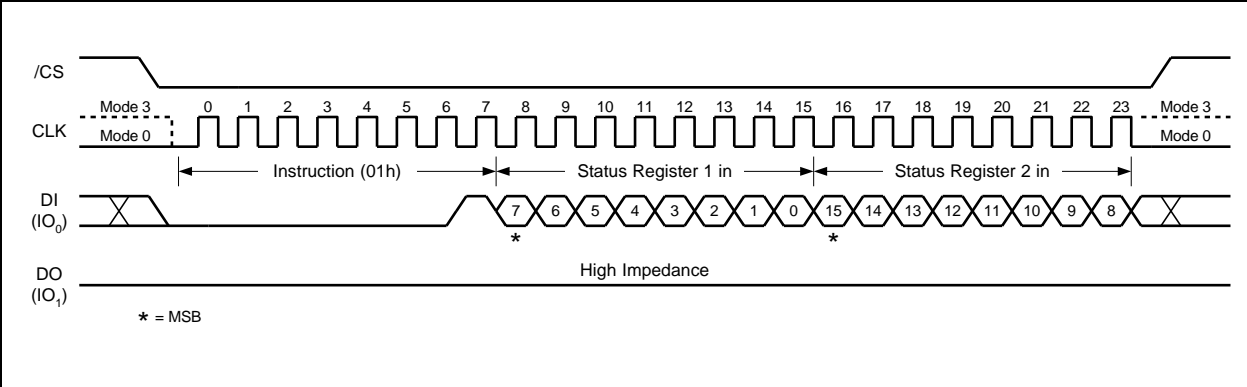 /CS
Mode 3 0 1 2 3 4 5 6 7 8 9 10 11 12 13 14 15 16 17 18 19 20 21 22 23 Mode 3
CLK
Mode 0 Mode 0
Instruction (01h) Status Register 1 in Status Register 2 in
DI
(IO0) 7 6 5 4 3 2 1 0 15 14 13 12 11 10 9 8
* *
High Impedance
DO
(IO1)
* = MSB